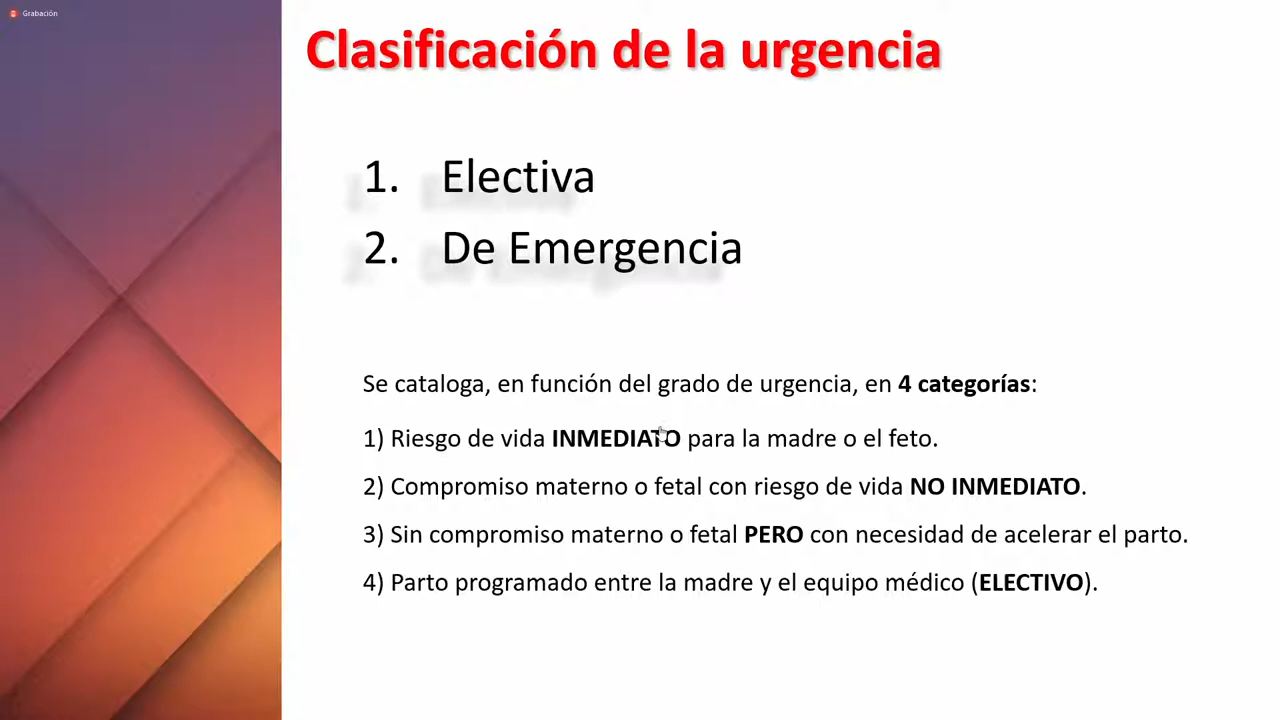 Grabación
Clasificación de la urgencia
1. Electiva
2. De Emergencia
Se cataloga, en función del grado de urgencia, en 4 categorías:
1) Riesgo de vida INMEDIATO para la madre o el feto.
2) Compromiso materno o fetal con riesgo de vida NO INMEDIATO.
3) Sin compromiso materno o fetal PERO con necesidad de acelerar el parto.
4) Parto programado entre la madre y el equipo médico (ELECTIVO).